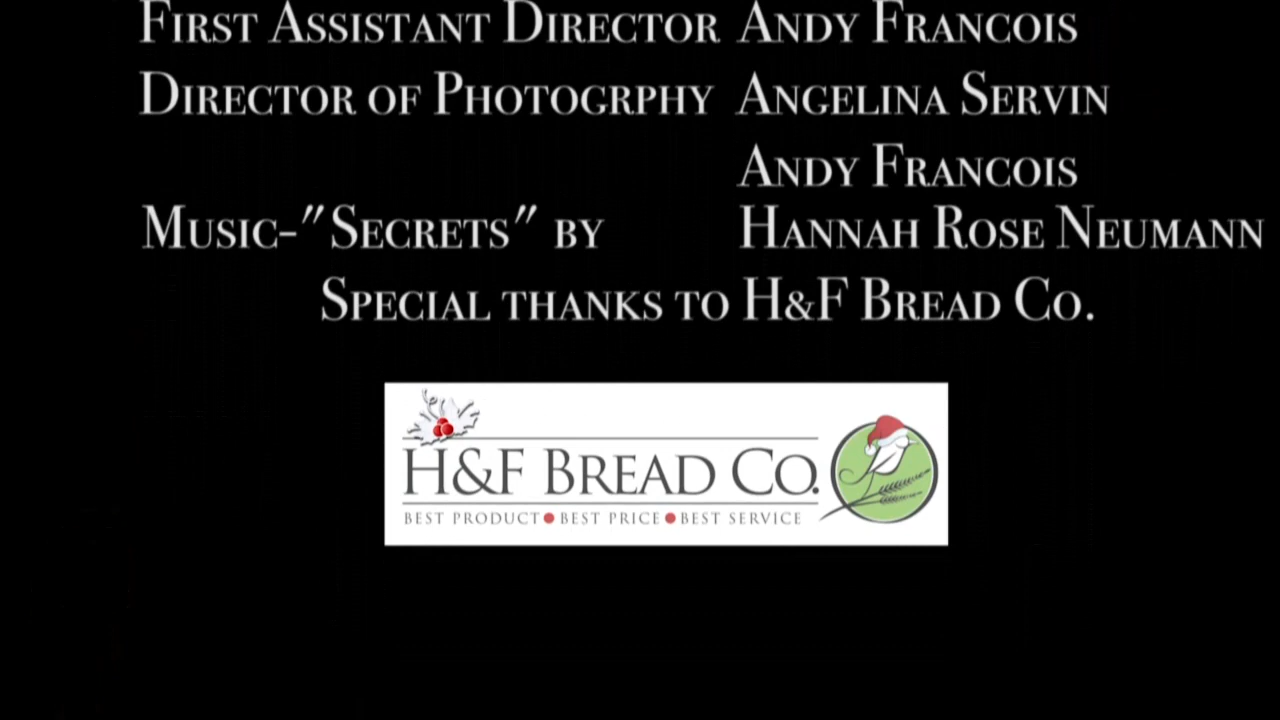 First Assistant Director Andy Francois
Director of Photogrphy Angelina Servin
Andy Francois
Music-"Secrets" by Hannah Rose Neumann
Special thanks to H&F Bread Co.
H&F Bread Co.
BEST PRODUCT • BEST PRICE • BEST SERVICE